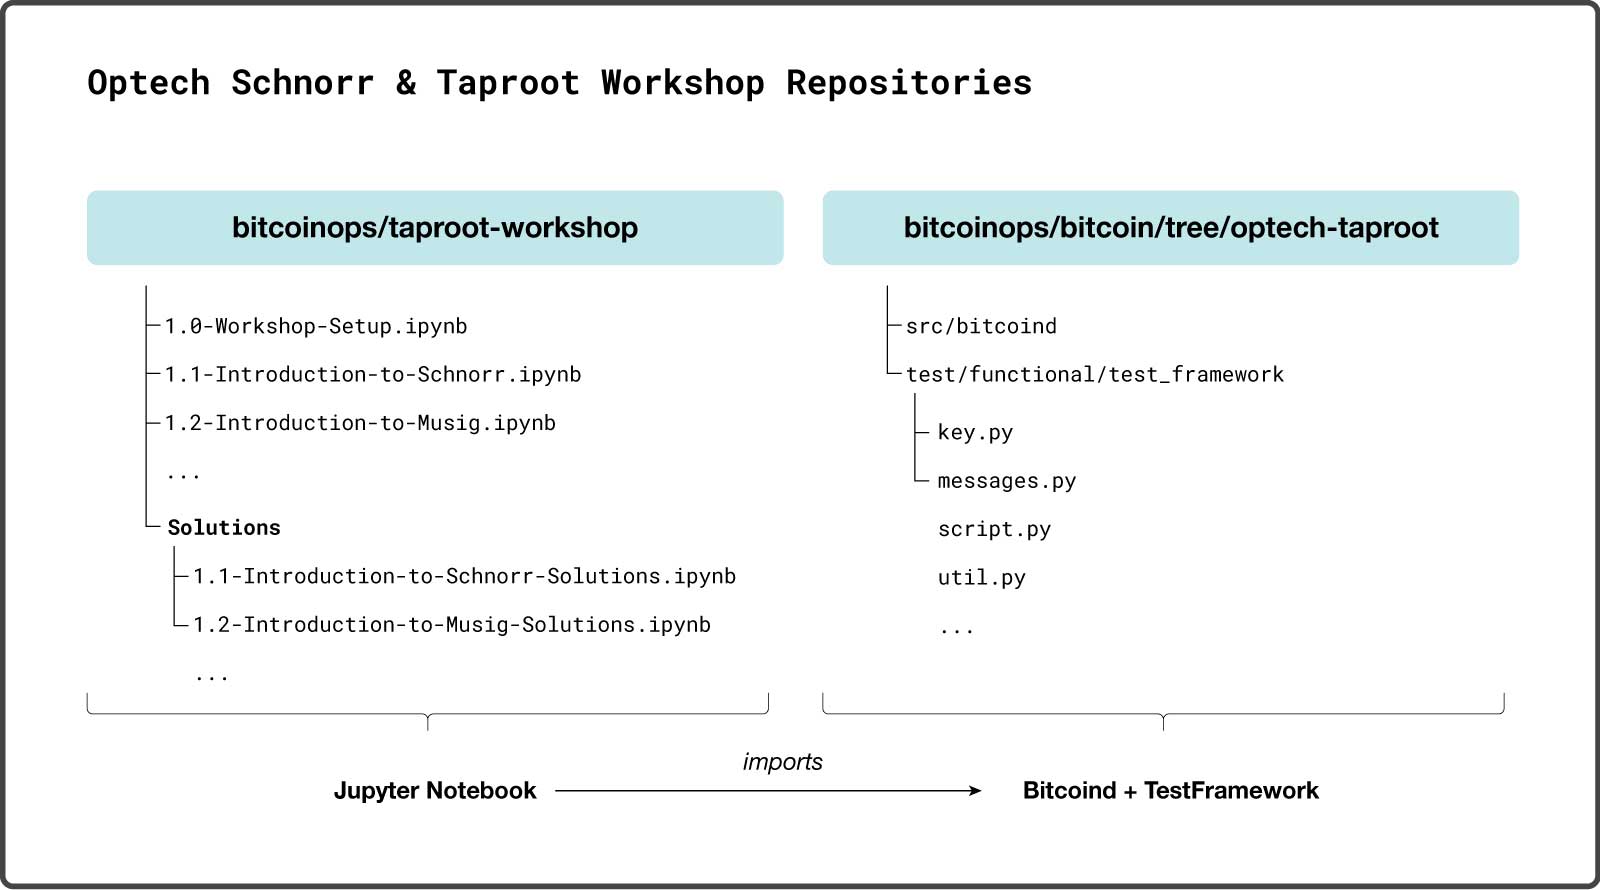 Optech Schnorr & Taproot Workshop Repositories
bitcoinops/taproot-workshop
1.0-Workshop-Setup.ipynb
1.1-Introduction-to-Schnorr.ipynb
1.2-Introduction-to-Musig.ipynb
...
Solutions
1.1-Introduction-to-Schnorr-Solutions.ipynb
1.2-Introduction-to-Musig-Solutions.ipynb
...
bitcoinops/bitcoin/tree/optech-taproot
src/bitcoind
test/functional/test_framework
key.py
messages.py
script.py
util.py
...
Jupyter Notebook
imports
Bitcoind + TestFramework